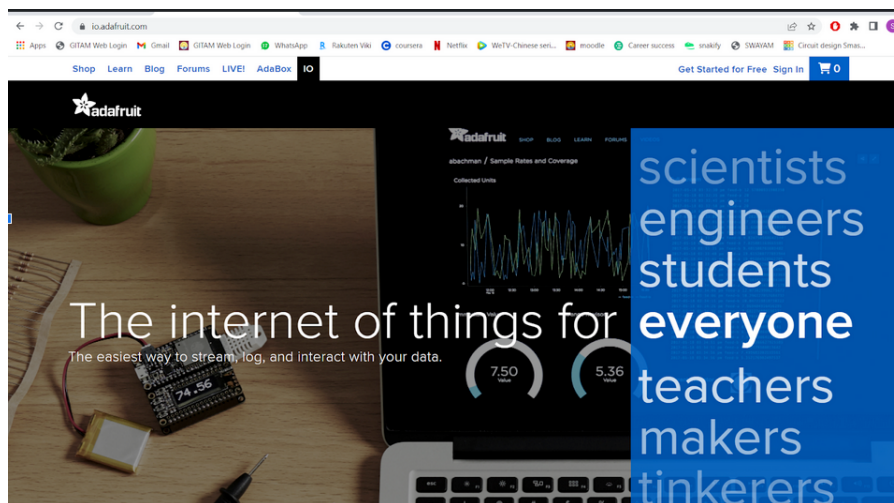 io.adafruit.com
Apps GITAM Web Login Gmail GITAM Web Login WhatsApp Rakuten Viki coursera Netflix WeTV-Chinese seri... moodle Career success snakify SWAYAM Circuit design Smas...
Shop Learn Blog Forums LIVE! AdaBox IO Get Started for Free Sign In 0
adafruit
adafruit SHOP BLOG LEARN FORUMS
abachman / Sample Rates and Coverage
Collected Units
scientists
engineers
students
The internet of things for everyone
The easiest way to stream, log, and interact with your data.
74.56
7.50
Value
5.36
Value
teachers
makers
tinkerers
esc